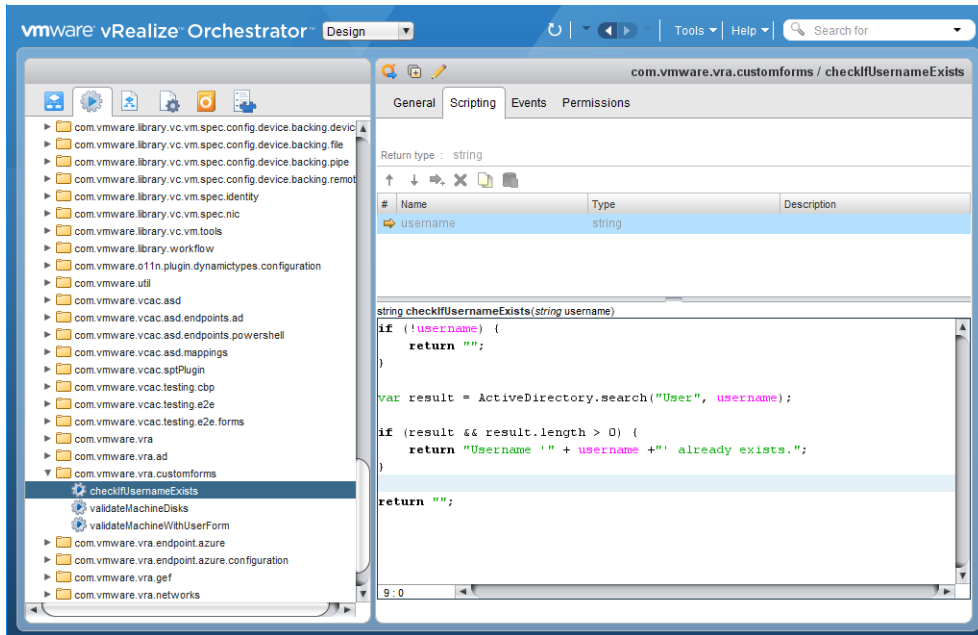 vmware vRealize Orchestrator Design Tools Help Search for
com.vmware.vra.customforms / checkIfUsernameExists
General Scripting Events Permissions
Return type : string
# Name Type Description
username string
string checkIfUsernameExists(string username)
if (!username) {
return "";
}
var result = ActiveDirectory.search("User", username);
if (result && result.length > 0) {
return "Username '" + username +"' already exists.";
}
return "";
9 : 0
com.vmware.library.vc.vm.spec.config.device.backing.devic
com.vmware.library.vc.vm.spec.config.device.backing.file
com.vmware.library.vc.vm.spec.config.device.backing.pipe
com.vmware.library.vc.vm.spec.config.device.backing.remot
com.vmware.library.vc.vm.spec.identity
com.vmware.library.vc.vm.spec.nic
com.vmware.library.vc.vm.tools
com.vmware.library.workflow
com.vmware.o11n.plugin.dynamictypes.configuration
com.vmware.util
com.vmware.vcac.asd
com.vmware.vcac.asd.endpoints.ad
com.vmware.vcac.asd.endpoints.powershell
com.vmware.vcac.asd.mappings
com.vmware.vcac.sptPlugin
com.vmware.vcac.testing.cbp
com.vmware.vcac.testing.e2e
com.vmware.vcac.testing.e2e.forms
com.vmware.vra
com.vmware.vra.ad
com.vmware.vra.customforms
checkIfUsernameExists
validateMachineDisks
validateMachineWithUserForm
com.vmware.vra.endpoint.azure
com.vmware.vra.endpoint.azure.configuration
com.vmware.vra.gef
com.vmware.vra.networks